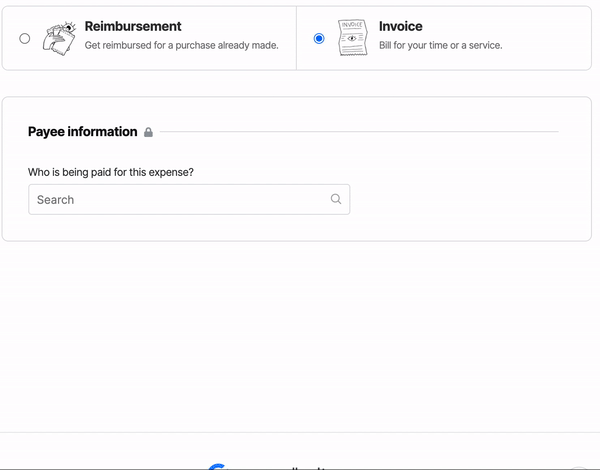 Reimbursement
Get reimbursed for a purchase already made.
INVOICE
Invoice
Bill for your time or a service.
Payee information
Who is being paid for this expense?
Search